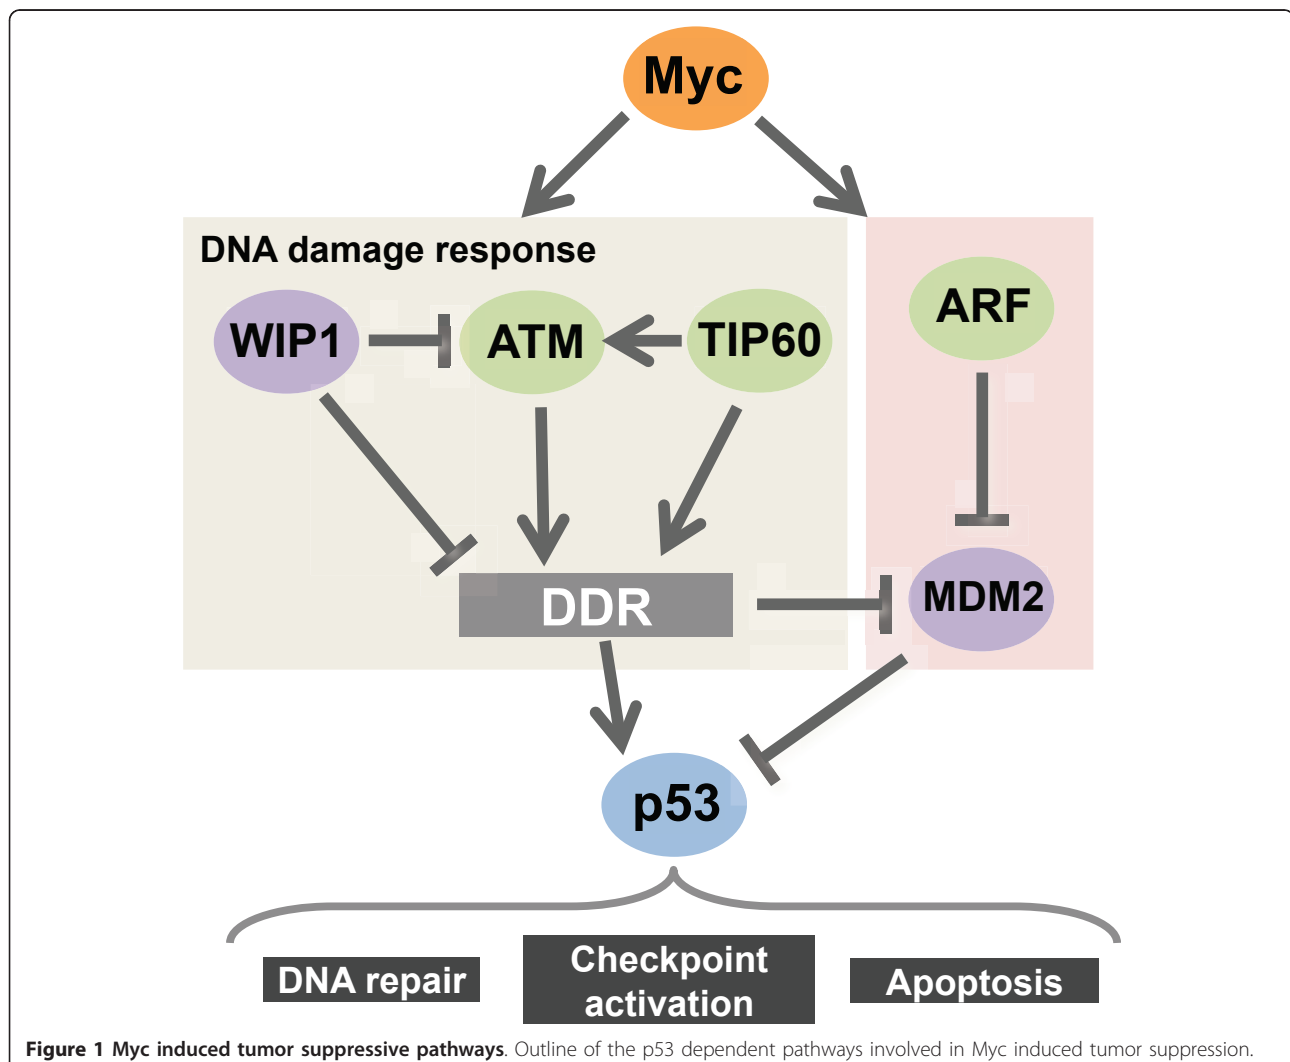 Myc
DNA damage response
WIP1
ATM
TIP60
ARF
DDR
MDM2
p53
DNA repair
Checkpoint
activation
Apoptosis
Figure 1 Myc induced tumor suppressive pathways. Outline of the p53 dependent pathways involved in Myc induced tumor suppression.